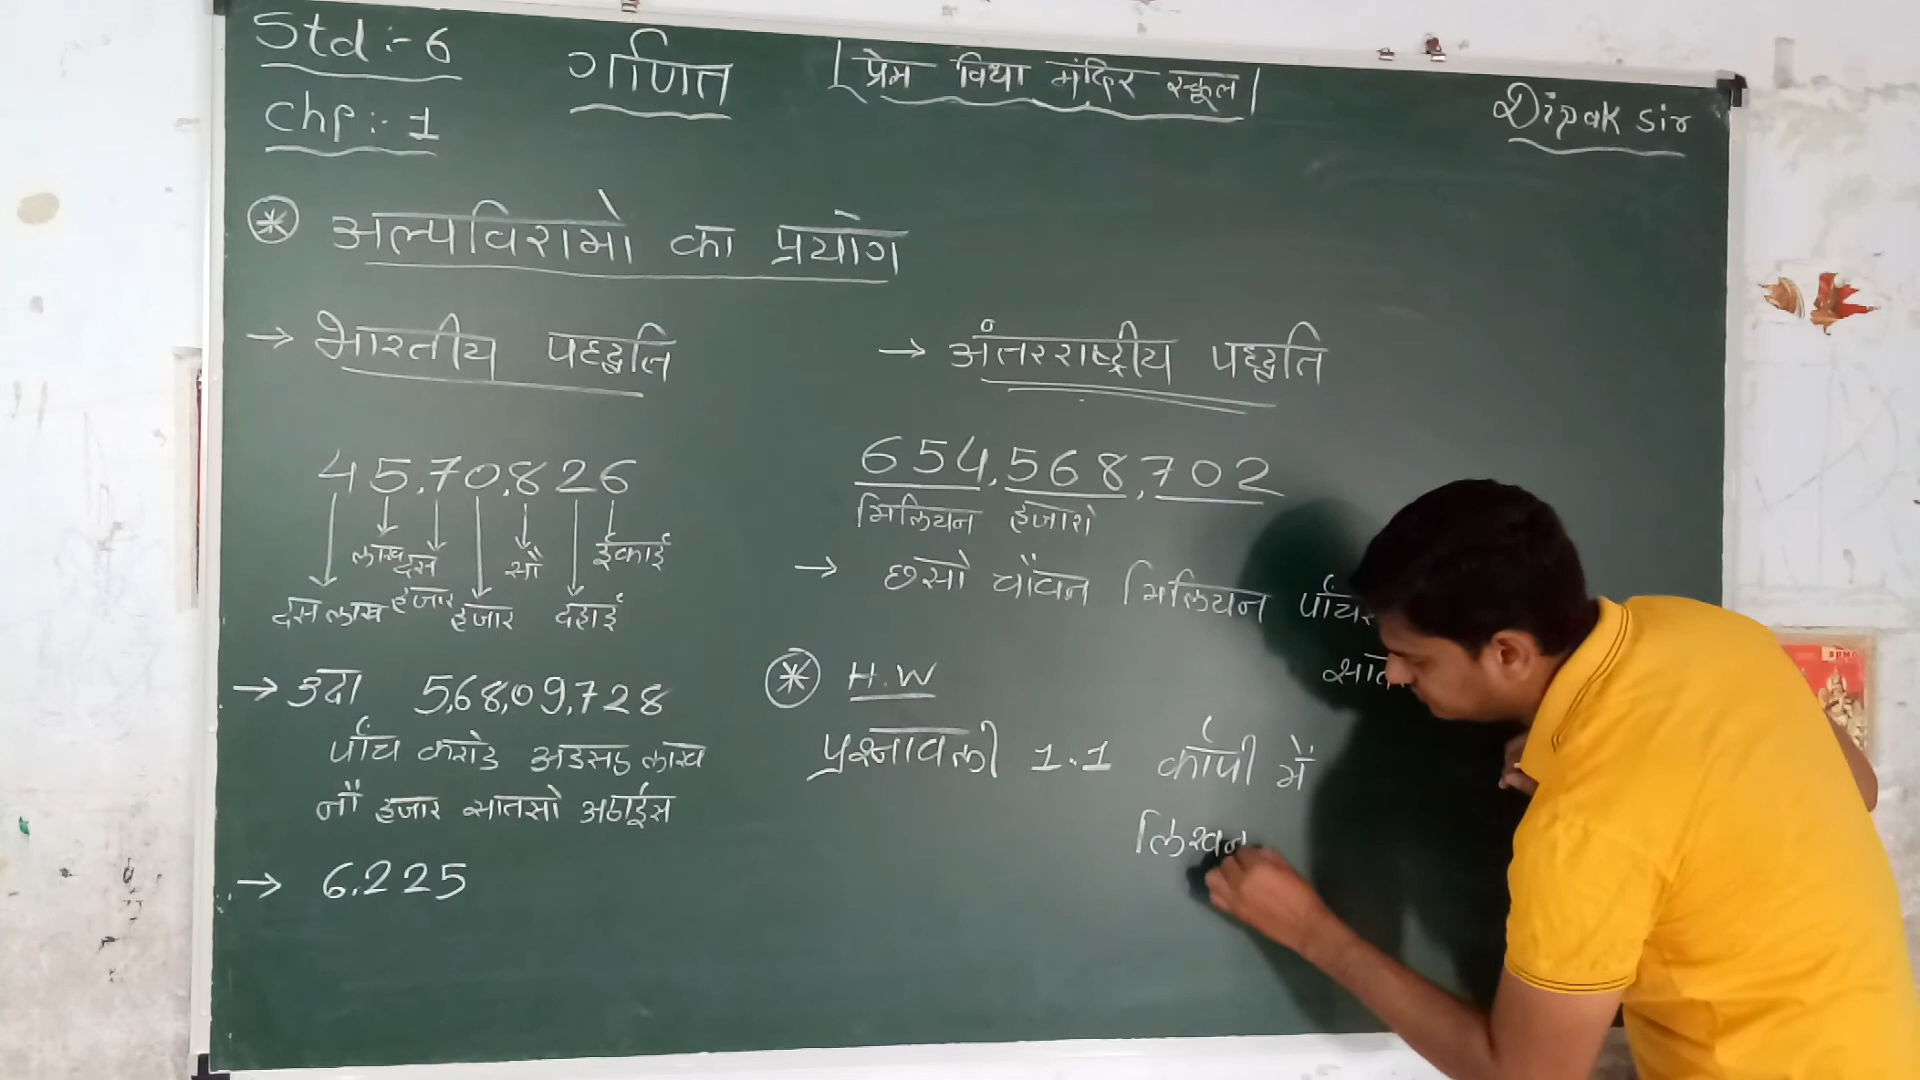 Std :- 6
गणित
प्रेम विद्या मंदिर स्कूल
Dipak Sir
Chp :- 1
अल्पविरामो का प्रयोग
→ भारतीय पद्धति
45,70,826
लाख दस सौ ईकाई
दस लाख हजार हजार दहाई
→ उदा 5,68,09,728
पाँच करोड अडसठ लाख
नौं हजार सातसो अठाईस
→ 6,225
→ अंतरराष्ट्रीय पद्धति
654,568,702
मिलियन हजारो
→ छसो चौंवन मिलियन
H.W
प्रश्नावली 1.1 कॉपी में
लिखन